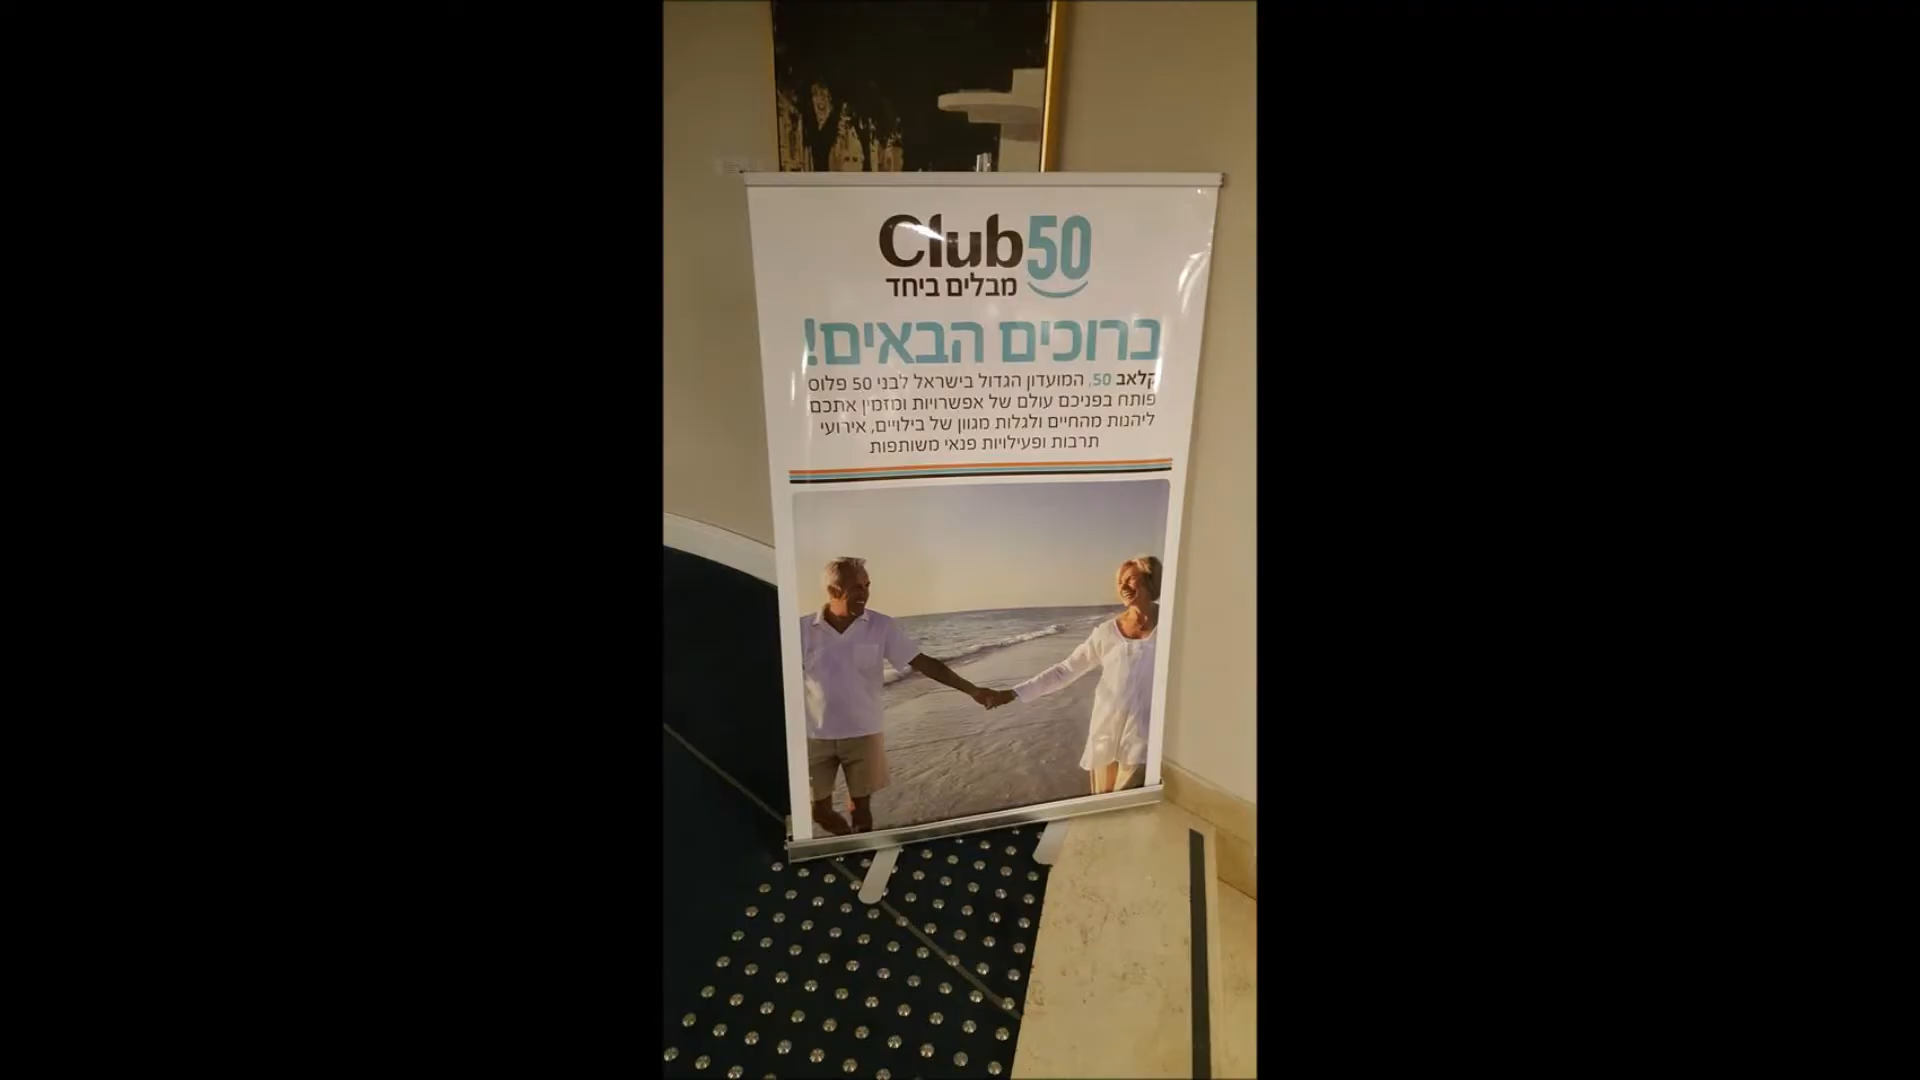 Club50
מבלים ביחד
ברוכים הבאים!
קלאב 50, המועדון הגדול בישראל לבני 50 פלוס
פותח בפניכם עולם של אפשרויות ומזמין אתכם
ליהנות מהחיים ולגלות מגוון של בילויים, אירועי
תרבות ופעילויות פנאי משותפות